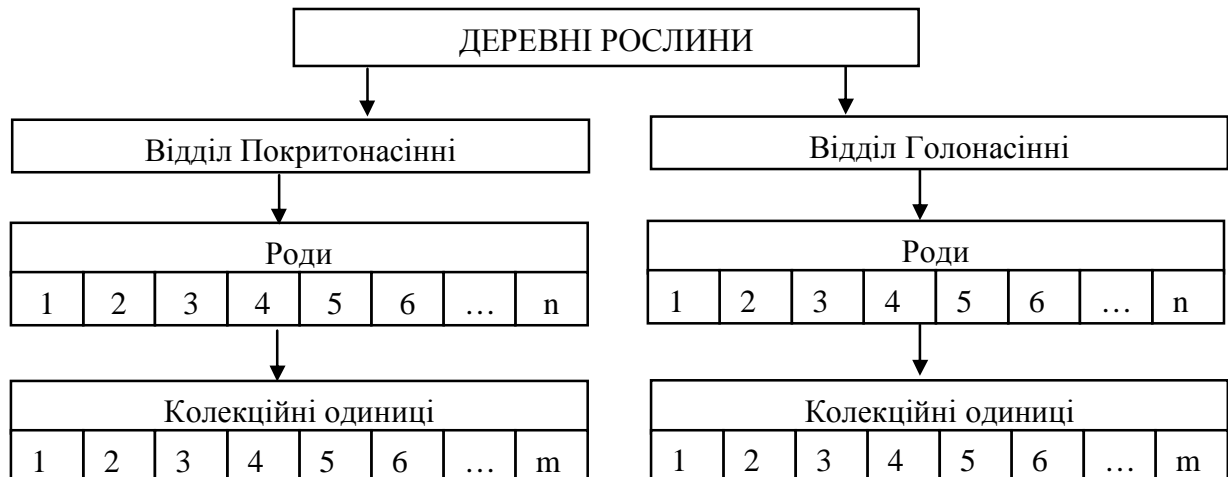 ДЕРЕВНІ РОСЛИНИ
Відділ Покритонасінні
Відділ Голонасінні
Роди
1 2 3 4 5 6 … n
Роди
1 2 3 4 5 6 … n
Колекційні одиниці
1 2 3 4 5 6 … m
Колекційні одиниці
1 2 3 4 5 6 … m